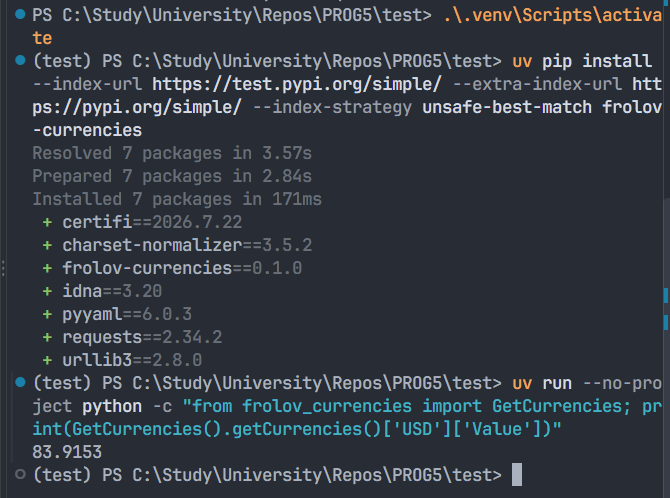 PS C:\Study\University\Repos\PROG5\test> .\.venv\Scripts\activa
te
(test) PS C:\Study\University\Repos\PROG5\test> uv pip install
--index-url https://test.pypi.org/simple/ --extra-index-url htt
ps://pypi.org/simple/ --index-strategy unsafe-best-match frolov
-currencies
Resolved 7 packages in 3.57s
Prepared 7 packages in 2.84s
Installed 7 packages in 171ms
+ certifi==2026.7.22
+ charset-normalizer==3.5.2
+ frolov-currencies==0.1.0
+ idna==3.20
+ pyyaml==6.0.3
+ requests==2.34.2
+ urllib3==2.8.0
(test) PS C:\Study\University\Repos\PROG5\test> uv run --no-pro
ject python -c "from frolov_currencies import GetCurrencies; pr
int(GetCurrencies().getCurrencies()['USD']['Value'])"
83.9153
(test) PS C:\Study\University\Repos\PROG5\test>